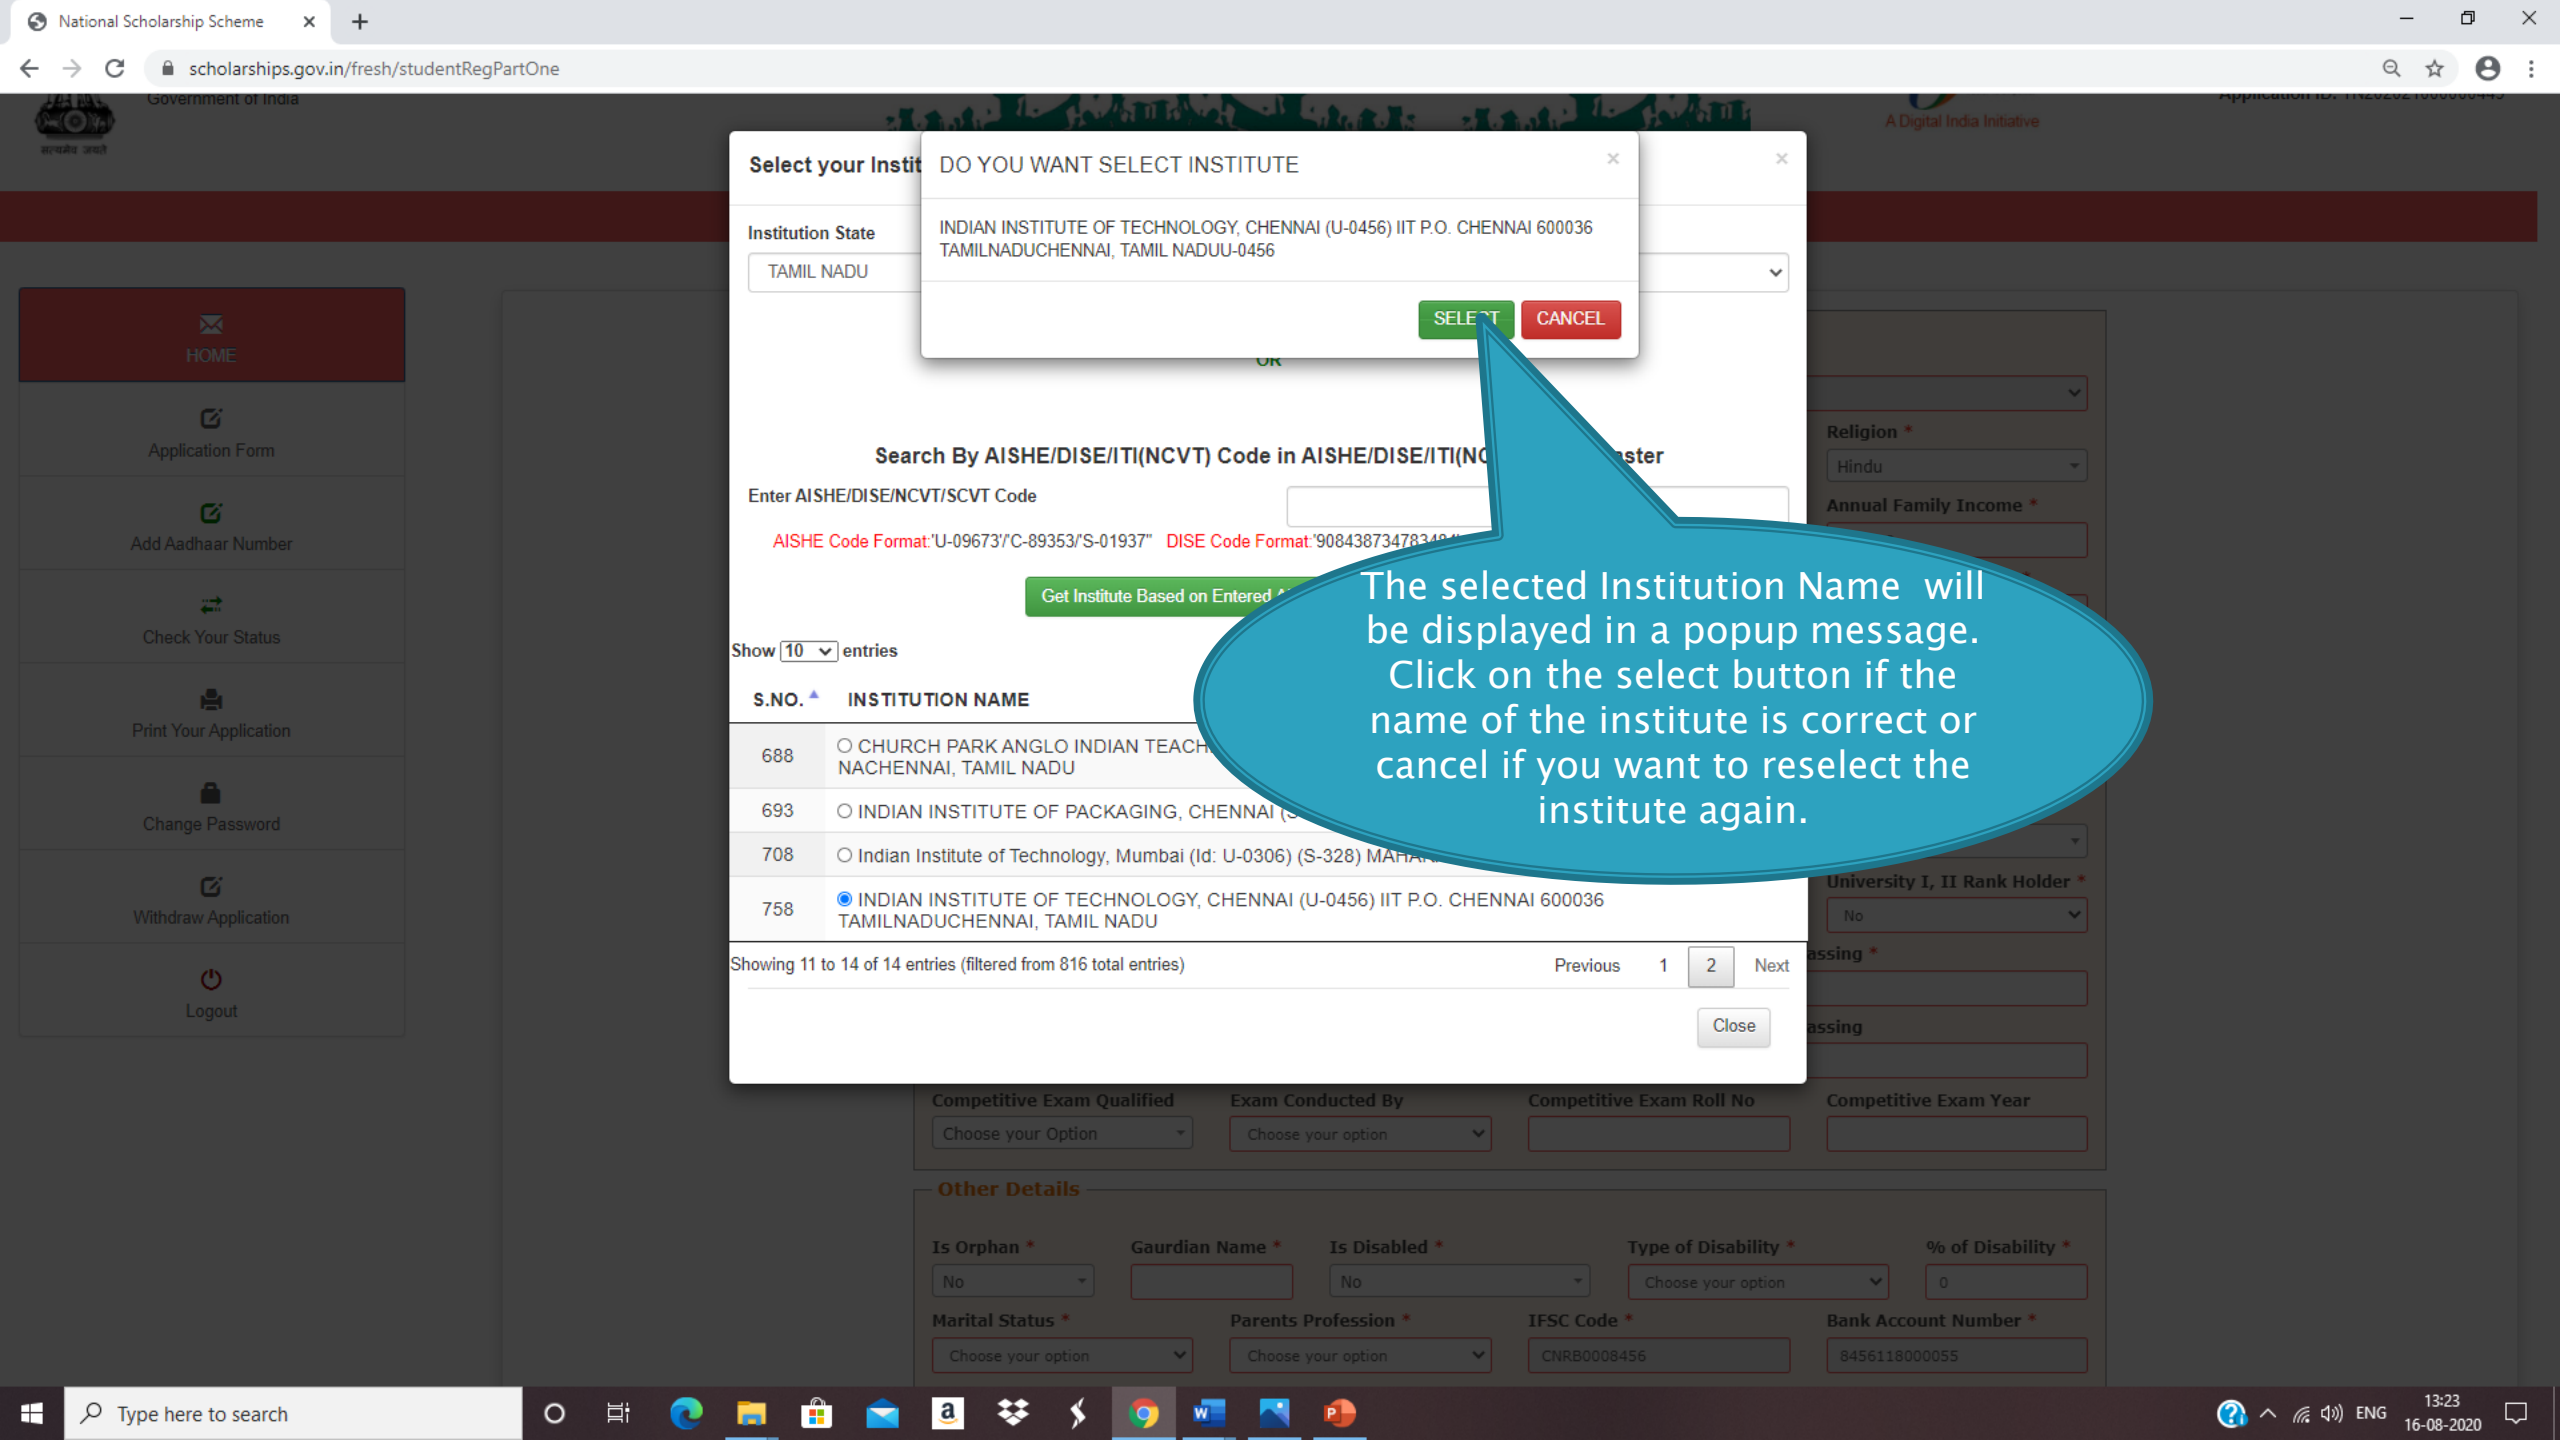 National Scholarship Scheme
scholarships.gov.in/fresh/studentRegPartOne
Government of India
सत्यमेव जयते
A Digital India Initiative
HOME
Application Form
Add Aadhaar Number
Check Your Status
Print Your Application
Change Password
Withdraw Application
Logout
Select your Instit
DO YOU WANT SELECT INSTITUTE
INDIAN INSTITUTE OF TECHNOLOGY, CHENNAI (U-0456) IIT P.O. CHENNAI 600036
TAMILNADUCHENNAI, TAMIL NADUU-0456
SELECT CANCEL
Institution State
TAMIL NADU
OR
Search By AISHE/DISE/ITI(NCVT) Code in AISHE/DISE/ITI(NC ster
Enter AISHE/DISE/NCVT/SCVT Code
AISHE Code Format:'U-09673'/'C-89353/'S-01937" DISE Code Format:'908438734783484'
Get Institute Based on Entered
Show 10 entries
S.NO. INSTITUTION NAME
688 CHURCH PARK ANGLO INDIAN TEACH
NACHENNAI, TAMIL NADU
693 INDIAN INSTITUTE OF PACKAGING, CHENNAI (S
708 Indian Institute of Technology, Mumbai (Id: U-0306) (S-328) MAHAR
758 INDIAN INSTITUTE OF TECHNOLOGY, CHENNAI (U-0456) IIT P.O. CHENNAI 600036
TAMILNADUCHENNAI, TAMIL NADU
Showing 11 to 14 of 14 entries (filtered from 816 total entries)
Previous 1 2 Next
Close
The selected Institution Name will
be displayed in a popup message.
Click on the select button if the
name of the institute is correct or
cancel if you want to reselect the
institute again.
Religion *
Hindu
Annual Family Income *
University I, II Rank Holder *
No
assing *
assing
Competitive Exam Qualified Exam Conducted By Competitive Exam Roll No Competitive Exam Year
Choose your Option Choose your option
Other Details
Is Orphan * Gaurdian Name * Is Disabled * Type of Disability * % of Disability *
No No Choose your option 0
Marital Status * Parents Profession * IFSC Code * Bank Account Number *
Choose your option Choose your option CNRB0008456 8456118000055
Type here to search
ENG
13:23
16-08-2020